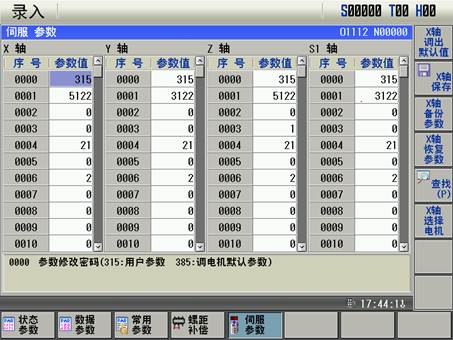 录入 S00000 T00 H00
伺服 参数 O1112 N00000
X 轴 Y 轴 Z 轴 S1 轴
序 号 参数值 序 号 参数值 序 号 参数值 序 号 参数值
0000 315 0000 315 0000 315 0000 315
0001 5122 0001 3122 0001 5122 0001 3122
0002 0 0002 0 0002 0 0002 0
0003 0 0003 0 0003 1 0003 0
0004 21 0004 21 0004 21 0004 21
0005 0 0005 0 0005 0 0005 0
0006 2 0006 2 0006 2 0006 2
0007 0 0007 0 0007 0 0007 0
0008 0 0008 0 0008 0 0008 0
0009 0 0009 0 0009 0 0009 0
0010 0 0010 0 0010 0 0010 0
0000 参数修改密码(315:用户参数 385:调电机默认参数)
X轴
调出
默认值
X轴
保存
X轴
备份
参数
X轴
恢复
参数
查找
(P)
X轴
选择
电机
17:44:18
状态
参数
数据
参数
常用
参数
螺距
补偿
伺服
参数